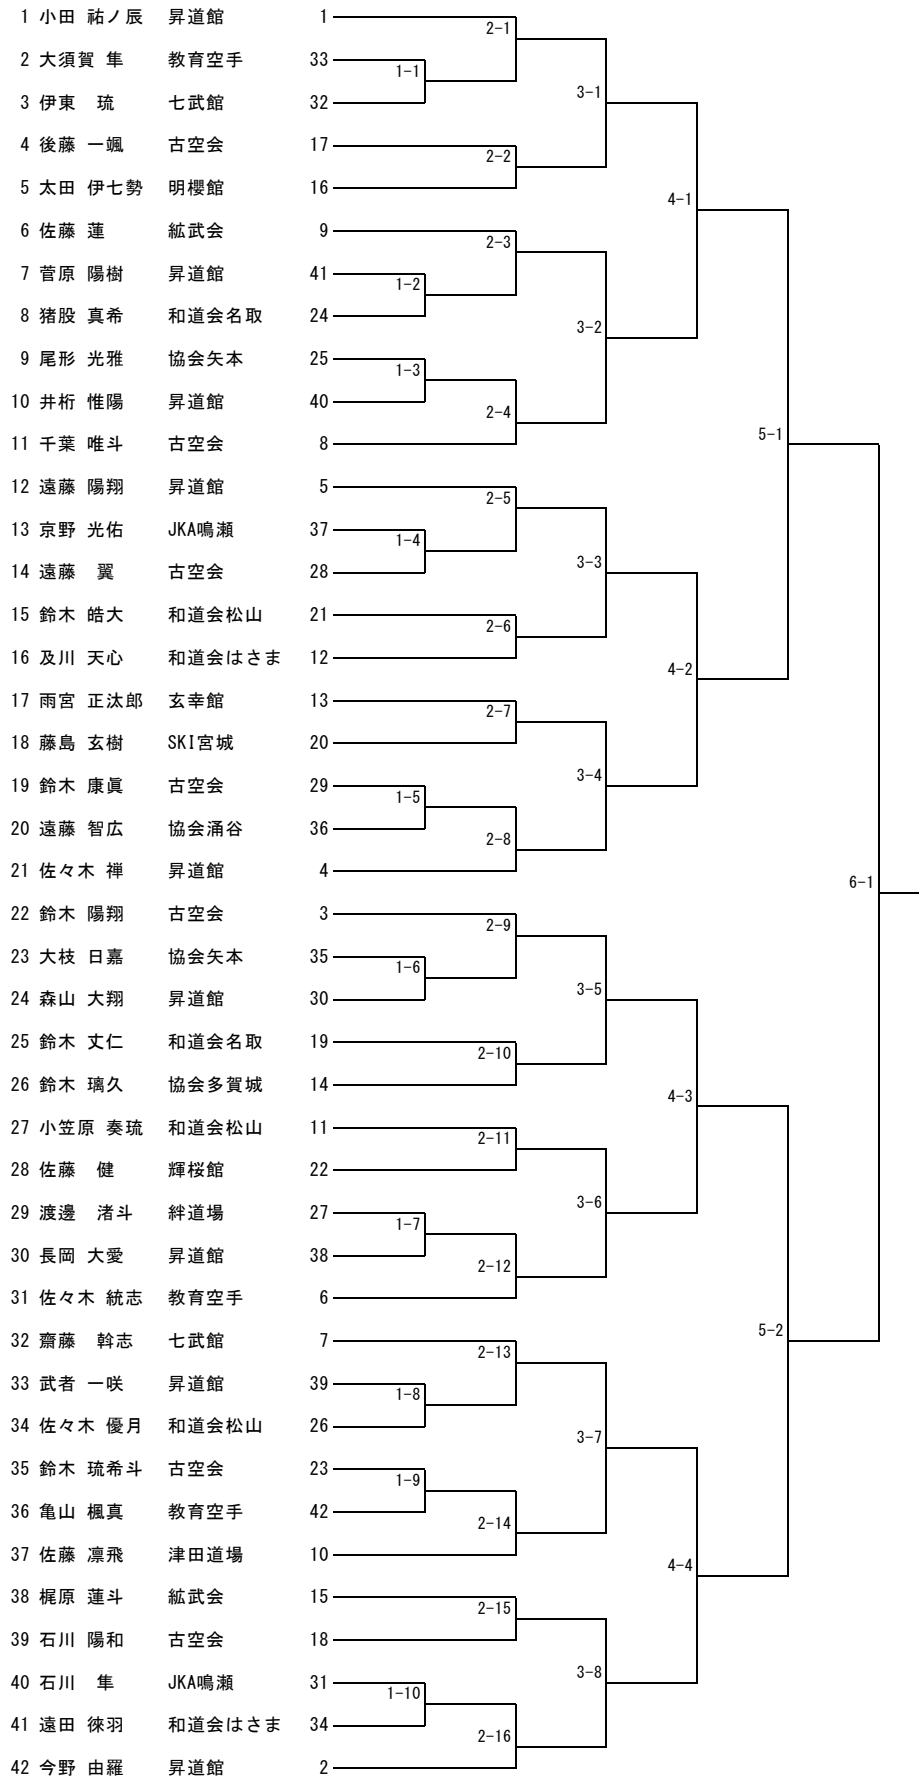 1 小田 祐ノ辰 昇道館 1
2-1
2 大須賀 隼 教育空手 33
1-1
3 伊東 琉 七武館 32
3-1
4 後藤 一颯 古空会 17
2-2
5 太田 伊七勢 明櫻館 16
4-1
6 佐藤 蓮 紘武会 9
2-3
7 菅原 陽樹 昇道館 41
1-2
8 猪股 真希 和道会名取 24
3-2
9 尾形 光雅 協会矢本 25
1-3
10 井桁 惟陽 昇道館 40
2-4
11 千葉 唯斗 古空会 8
5-1
12 遠藤 陽翔 昇道館 5
2-5
13 京野 光佑 JKA鳴瀬 37
1-4
14 遠藤 翼 古空会 28
3-3
15 鈴木 皓大 和道会松山 21
2-6
16 及川 天心 和道会はさま 12
4-2
17 雨宮 正汰郎 玄幸館 13
2-7
18 藤島 玄樹 SKI宮城 20
3-4
19 鈴木 康眞 古空会 29
1-5
20 遠藤 智広 協会涌谷 36
2-8
21 佐々木 禅 昇道館 4
6-1
22 鈴木 陽翔 古空会 3
2-9
23 大枝 日嘉 協会矢本 35
1-6
24 森山 大翔 昇道館 30
3-5
25 鈴木 丈仁 和道会名取 19
2-10
26 鈴木 璃久 協会多賀城 14
4-3
27 小笠原 奏琉 和道会松山 11
2-11
28 佐藤 健 輝桜館 22
3-6
29 渡邊 渚斗 絆道場 27
1-7
30 長岡 大愛 昇道館 38
2-12
31 佐々木 統志 教育空手 6
5-2
32 齋藤 斡志 七武館 7
2-13
33 武者 一咲 昇道館 39
1-8
34 佐々木 優月 和道会松山 26
3-7
35 鈴木 琉希斗 古空会 23
1-9
36 亀山 楓真 教育空手 42
2-14
37 佐藤 凛飛 津田道場 10
4-4
38 梶原 蓮斗 紘武会 15
2-15
39 石川 陽和 古空会 18
3-8
40 石川 隼 JKA鳴瀬 31
1-10
41 遠田 徠羽 和道会はさま 34
2-16
42 今野 由羅 昇道館 2